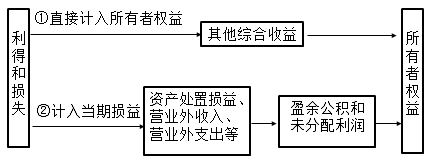 利得和损失
①直接计入所有者权益
其他综合收益
②计入当期损益
资产处置损益、
营业外收入、
营业外支出等
盈余公积和
未分配利润
所有者权益